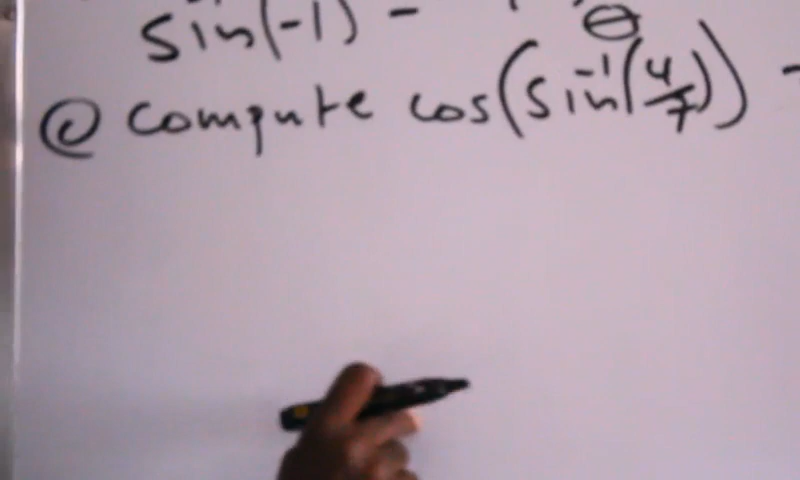 sin(-1) -
θ
@ compute cos(sin⁻¹(4/7)) -